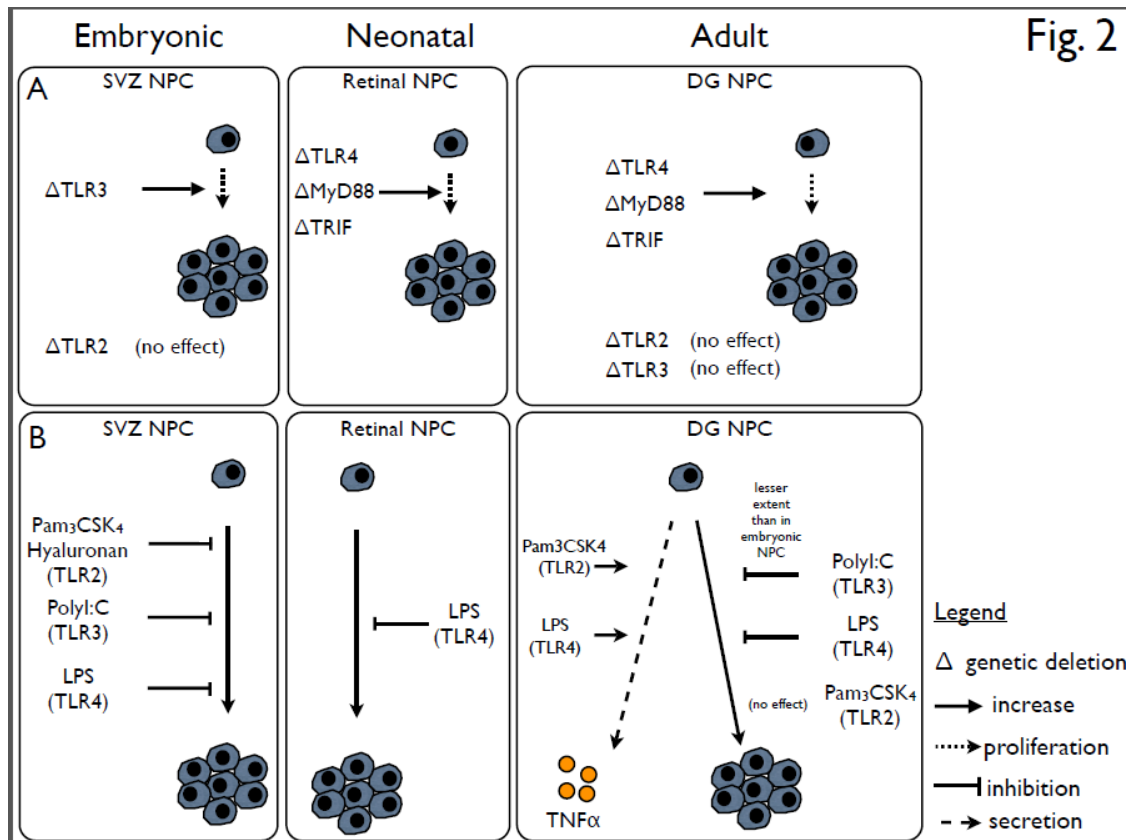 Embryonic
Neonatal
Adult
Fig. 2
A
SVZ NPC
ΔTLR3
ΔTLR2 (no effect)
Retinal NPC
ΔTLR4
ΔMyD88
ΔTRIF
DG NPC
ΔTLR4
ΔMyD88
ΔTRIF
ΔTLR2 (no effect)
ΔTLR3 (no effect)
B
SVZ NPC
Pam₃CSK₄
Hyaluronan
(TLR2)
PolyI:C
(TLR3)
LPS
(TLR4)
Retinal NPC
LPS
(TLR4)
DG NPC
Pam3CSK4
(TLR2)
LPS
(TLR4)
TNFα
lesser
extent
than in
embryonic
NPC
PolyI:C
(TLR3)
LPS
(TLR4)
(no effect) Pam₃CSK₄
(TLR2)
Legend
Δ genetic deletion
increase
proliferation
inhibition
secretion